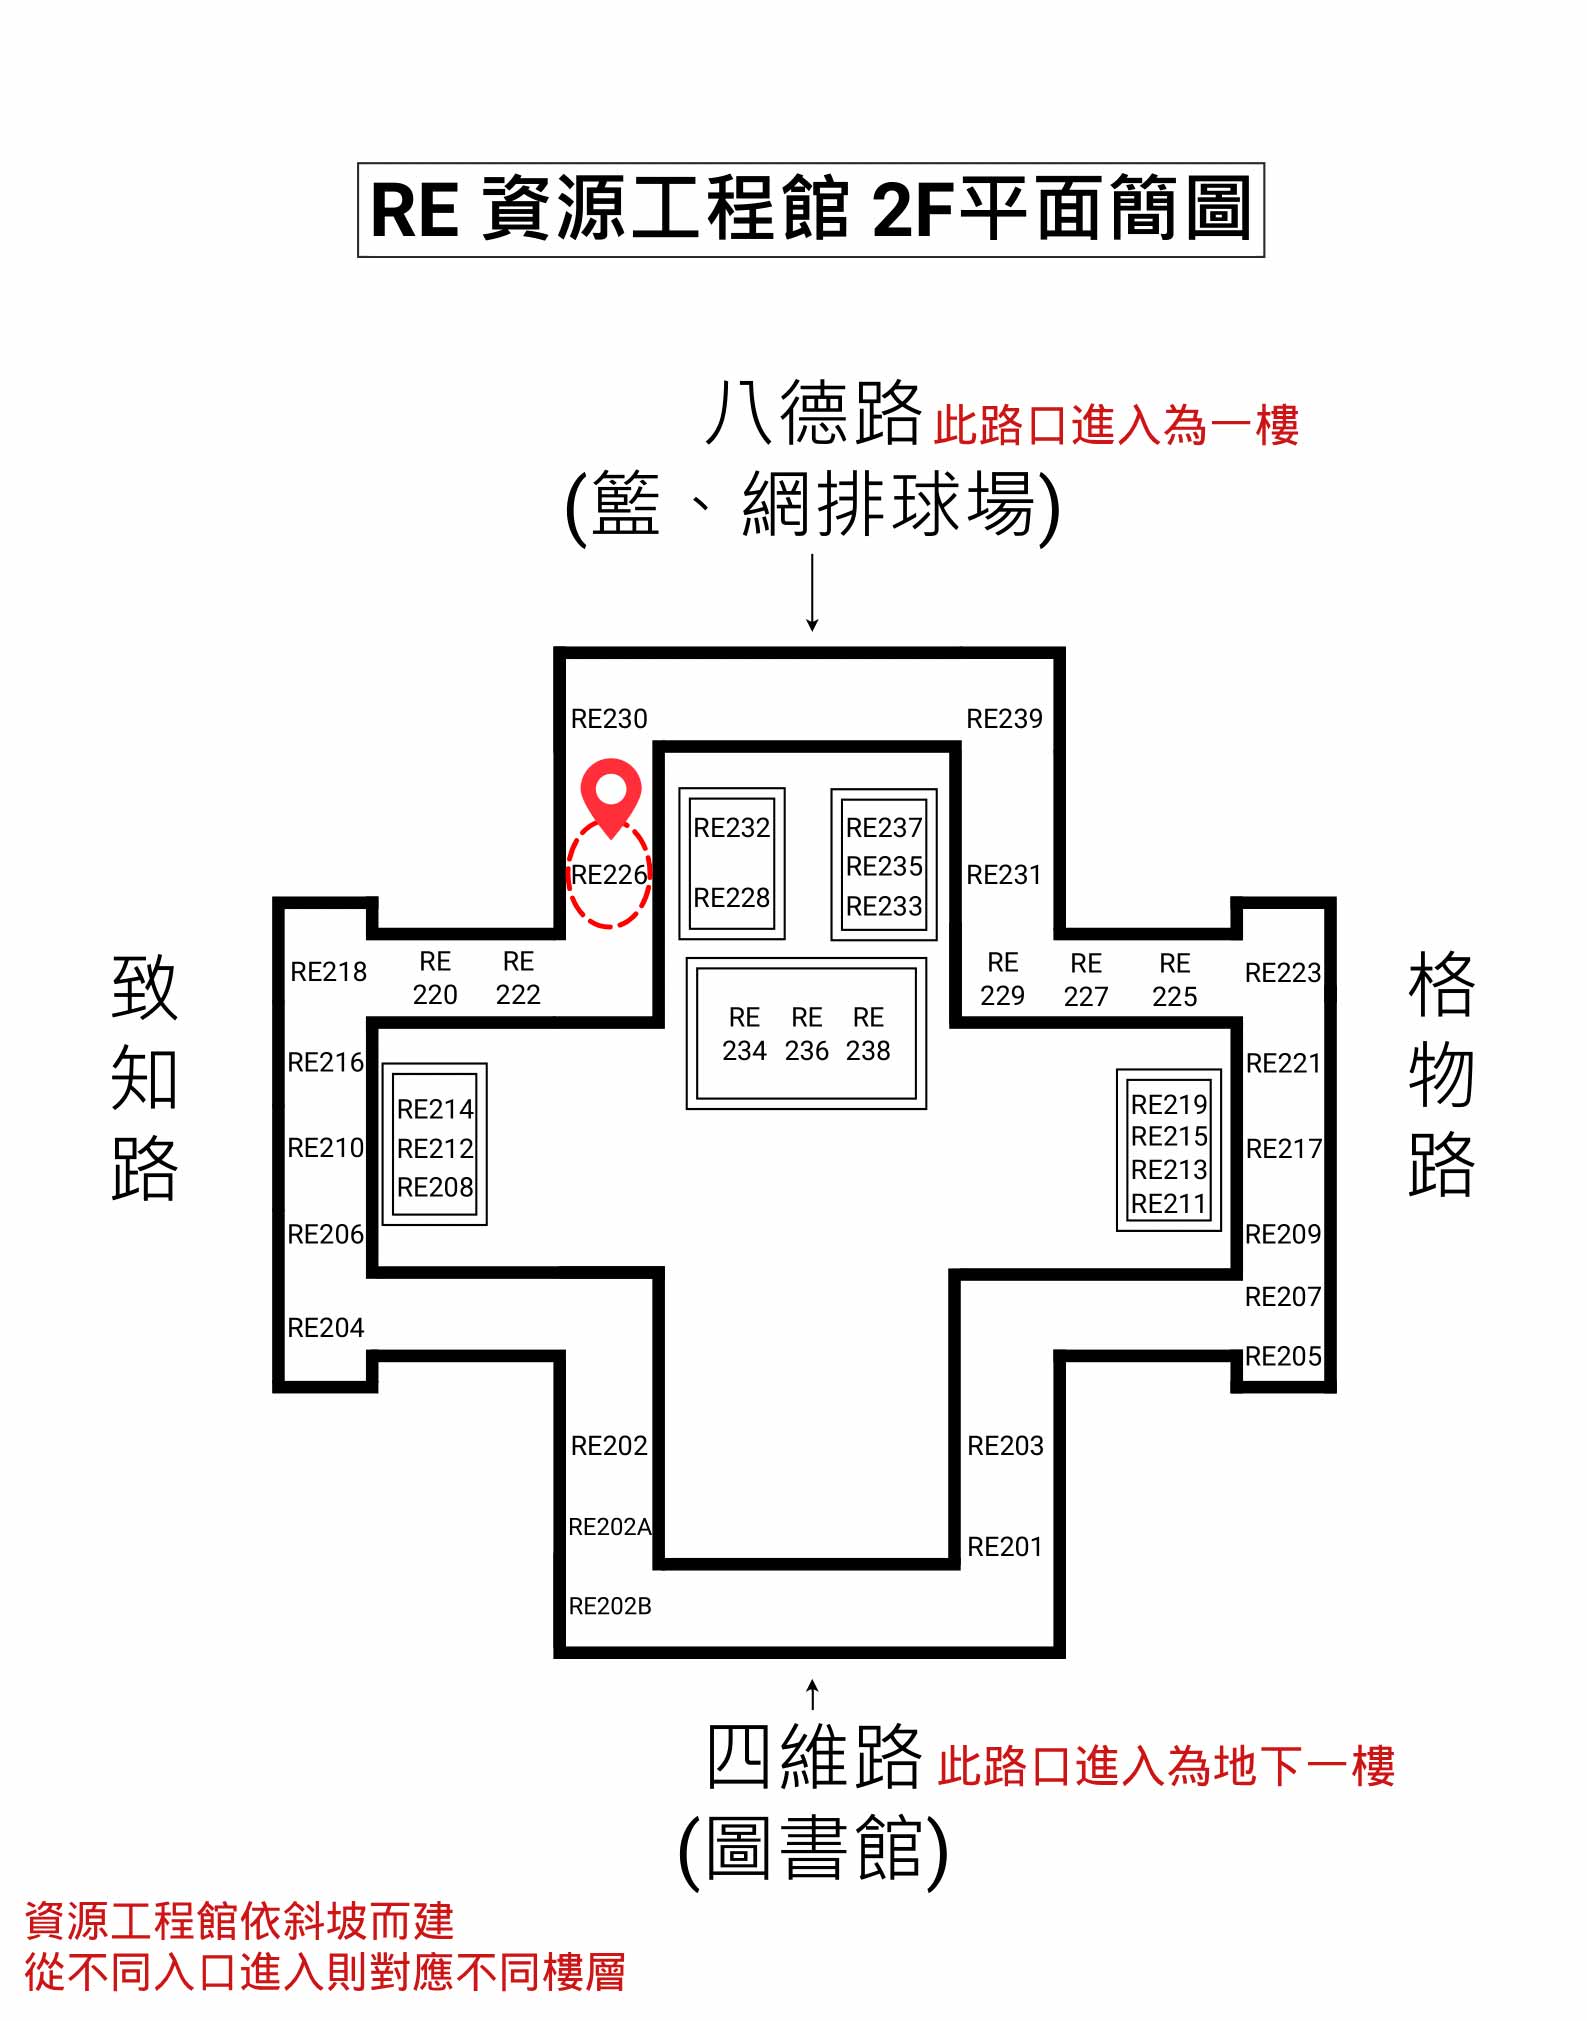 RE 資源工程館 2F平面簡圖
八德路 此路口進入為一樓
(籃、網排球場)
RE230
RE239
RE232
RE237
RE235
RE226
RE231
RE228
RE233
RE218
RE
220
RE
222
RE
229
RE
227
RE
225
RE223
RE
234
RE
236
RE
238
致
知
路
格
物
路
RE216
RE221
RE214
RE212
RE208
RE219
RE215
RE213
RE211
RE210
RE217
RE206
RE209
RE207
RE204
RE205
RE202
RE203
RE202A
RE201
RE202B
四維路 此路口進入為地下一樓
(圖書館)
資源工程館依斜坡而建
從不同入口進入則對應不同樓層